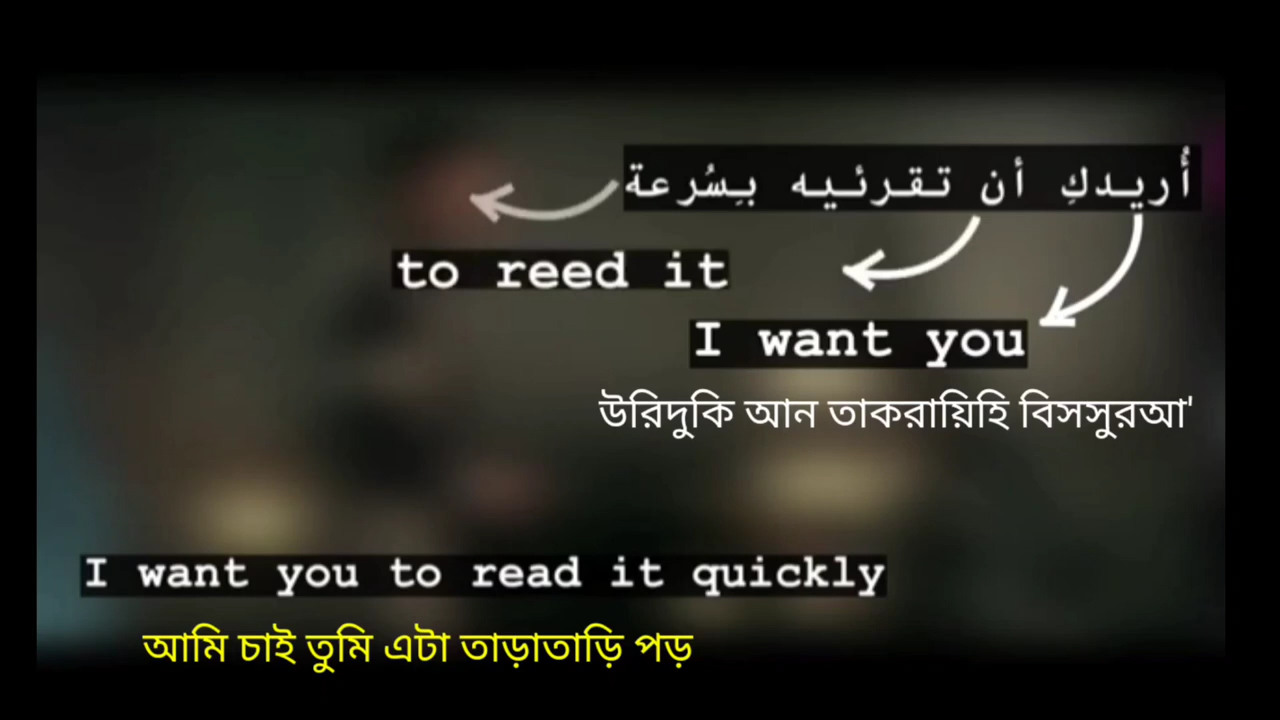 أُريدكِ أن تقرئيه بِسُرعة
to reed it
I want you
উরিদুকি আন তাকরায়িহি বিসসুরআ'
I want you to read it quickly
আমি চাই তুমি এটা তাড়াতাড়ি পড়